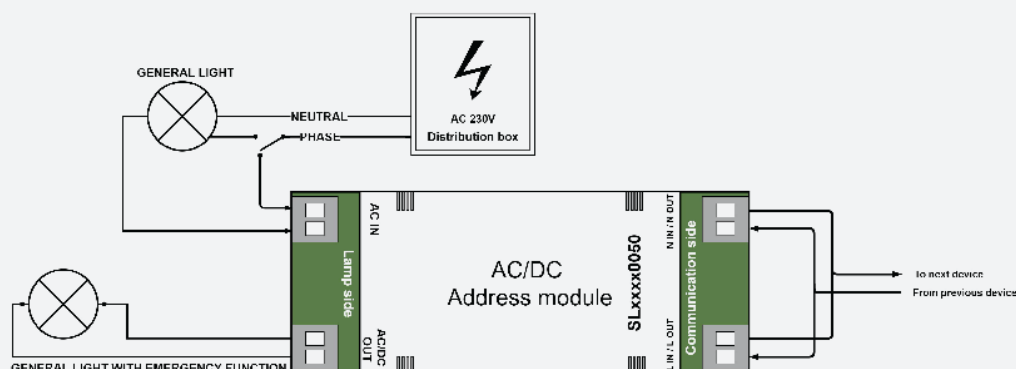 GENERAL LIGHT
NEUTRAL
PHASE
AC 230V
Distribution box
AC IN
Lamp side
AC/DC
OUT
AC/DC
Address module
SLxxxx0050
N IN / N OUT
Communication side
L IN / L OUT
To next device
From previous device
GENERAL LIGHT WITH EMERGENCY FUNCTION